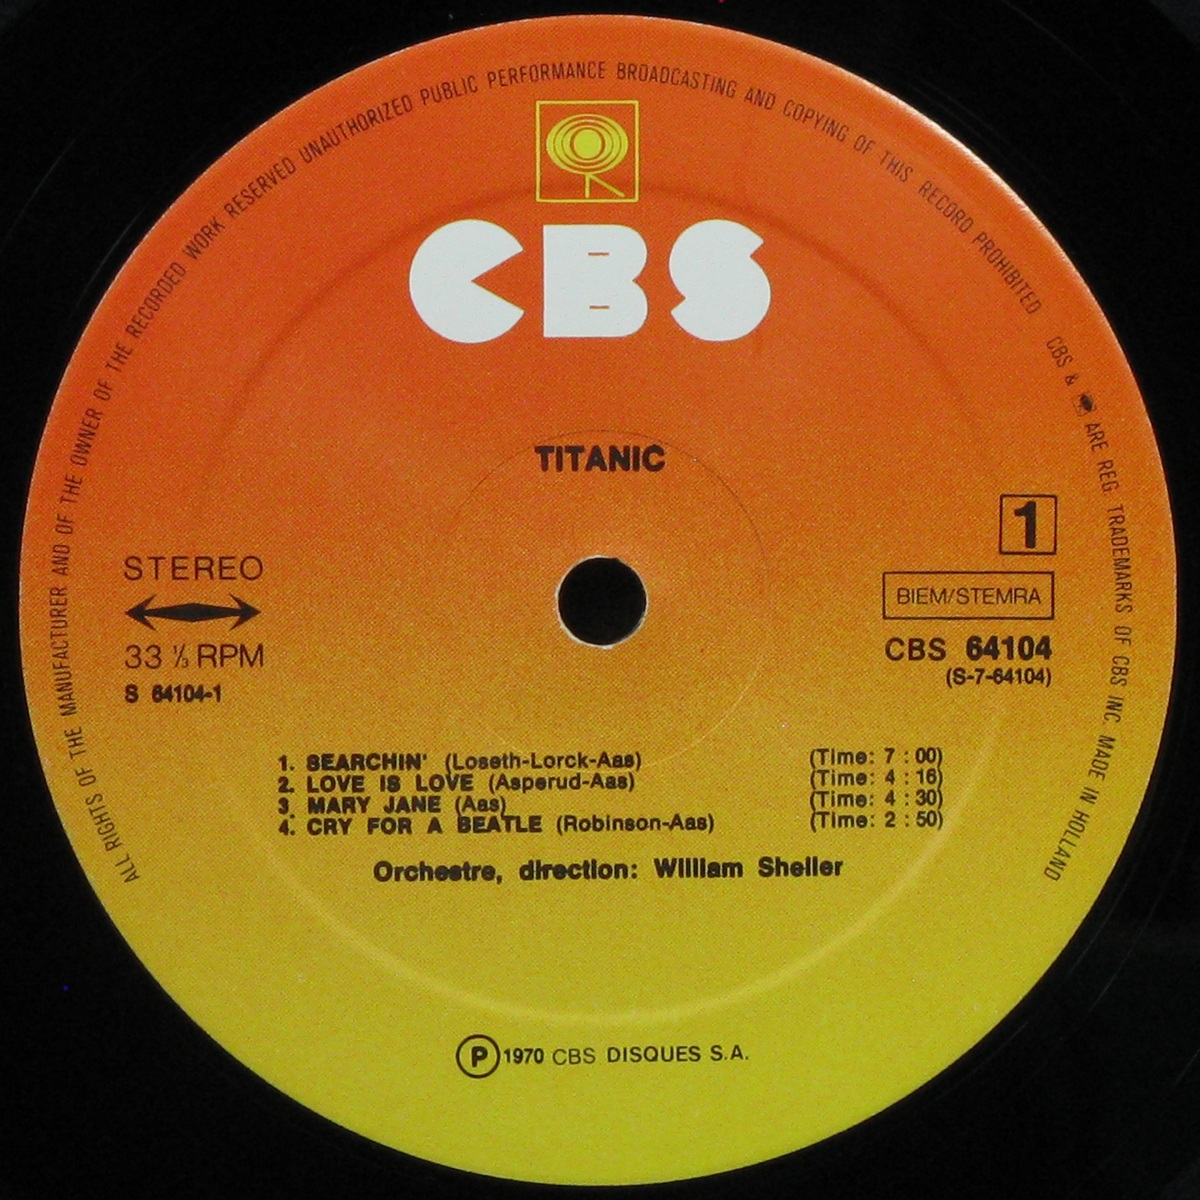 ALL RIGHTS OF THE MANUFACTURER AND OF THE OWNER OF THE RECORDED WORK RESERVED UNAUTHORIZED PUBLIC PERFORMANCE BROADCASTING AND COPYING OF THIS RECORD PROHIBITED CBS & ARE REG. TRADEMARKS OF CBS INC. MADE IN HOLLAND
CBS
TITANIC
1
STEREO
BIEM/STEMRA
33 ⅓ RPM
CBS 64104
S 64104-1
(S-7-64104)
1. SEARCHIN' (Loseth-Lorck-Aas) (Time: 7 : 00)
2. LOVE IS LOVE (Asperud-Aas) (Time: 4 : 16)
3. MARY JANE (Aas) (Time: 4 : 30)
4. CRY FOR A BEATLE (Robinson-Aas) (Time: 2 : 50)
Orchestre, direction: William Sheller
Ⓟ 1970 CBS DISQUES S.A.